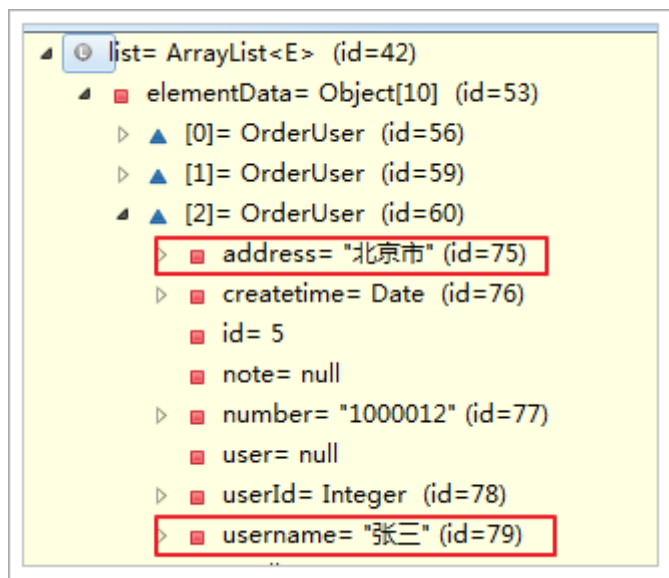 list= ArrayList<E> (id=42)
elementData= Object[10] (id=53)
[0]= OrderUser (id=56)
[1]= OrderUser (id=59)
[2]= OrderUser (id=60)
address= "北京市" (id=75)
createtime= Date (id=76)
id= 5
note= null
number= "1000012" (id=77)
user= null
userId= Integer (id=78)
username= "张三" (id=79)